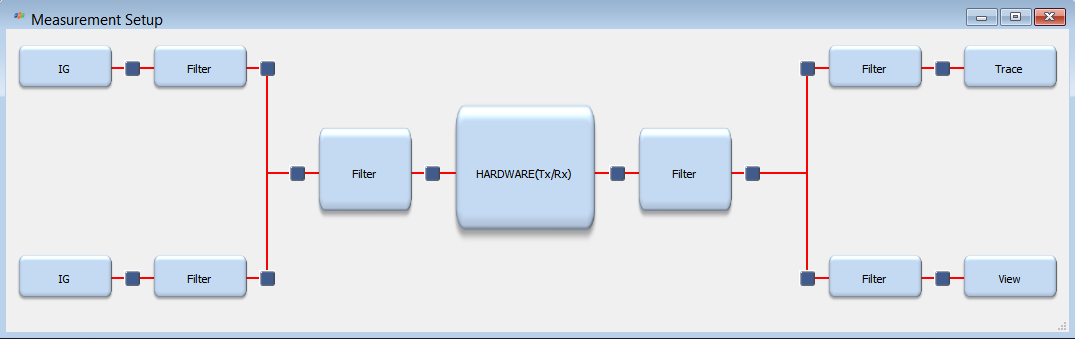 Measurement Setup
IG
Filter
Filter
Trace
Filter
HARDWARE(Tx/Rx)
Filter
IG
Filter
Filter
View